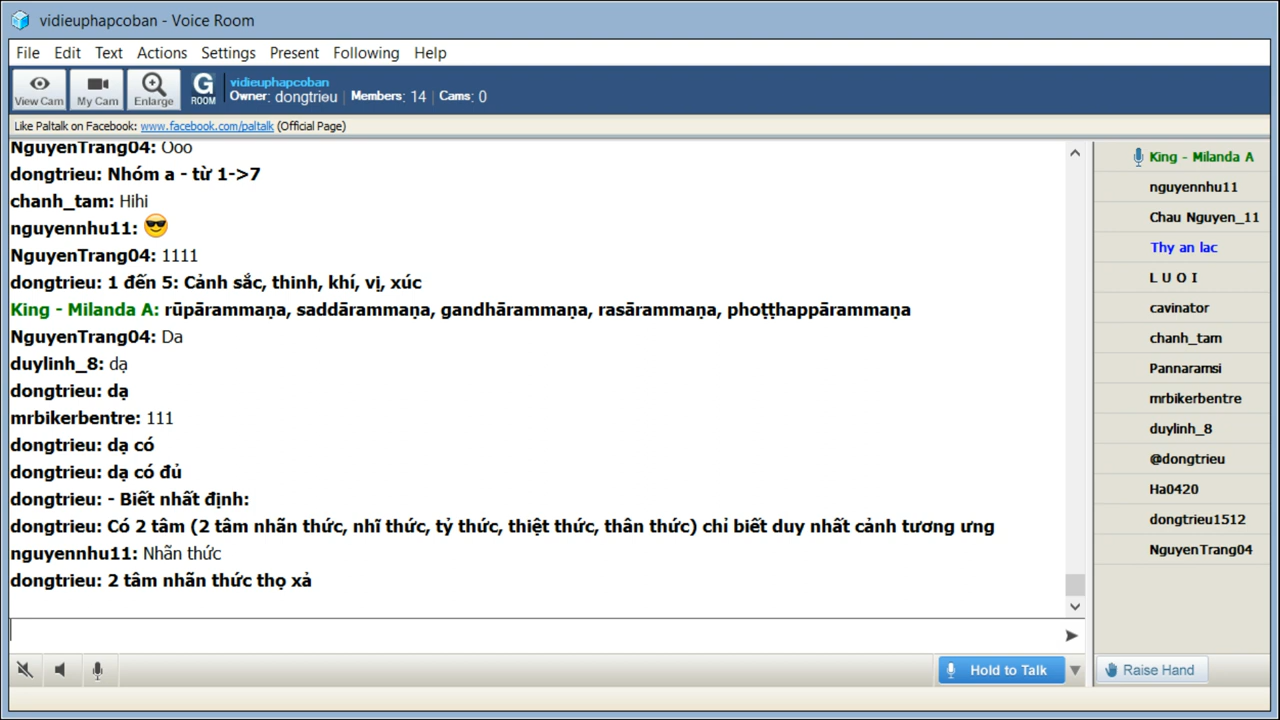 vidieuphapcoban - Voice Room
File Edit Text Actions Settings Present Following Help
View Cam
My Cam
Enlarge
G ROOM
vidieuphapcoban
Owner: dongtrieu | Members: 14 | Cams: 0
Like Paltalk on Facebook: www.facebook.com/paltalk (Official Page)
NguyenTrang04: Ooo
dongtrieu: Nhóm a - từ 1->7
chanh_tam: Hihi
nguyennhu11:
NguyenTrang04: 1111
dongtrieu: 1 đến 5: Cảnh sắc, thinh, khí, vị, xúc
King - Milanda A: rūpārammaṇa, saddārammaṇa, gandhārammaṇa, rasārammaṇa, phoṭṭhappārammaṇa
NguyenTrang04: Da
duylinh_8: dạ
dongtrieu: dạ
mrbikerbentre: 111
dongtrieu: dạ có
dongtrieu: dạ có đủ
dongtrieu: - Biết nhất định:
dongtrieu: Có 2 tâm (2 tâm nhãn thức, nhĩ thức, tỷ thức, thiệt thức, thân thức) chỉ biết duy nhất cảnh tương ưng
nguyennhu11: Nhãn thức
dongtrieu: 2 tâm nhãn thức thọ xả
King - Milanda A
nguyennhu11
Chau Nguyen_11
Thy an lac
L U O I
cavinator
chanh_tam
Pannaramsi
mrbikerbentre
duylinh_8
@dongtrieu
Ha0420
dongtrieu1512
NguyenTrang04
Hold to Talk
Raise Hand